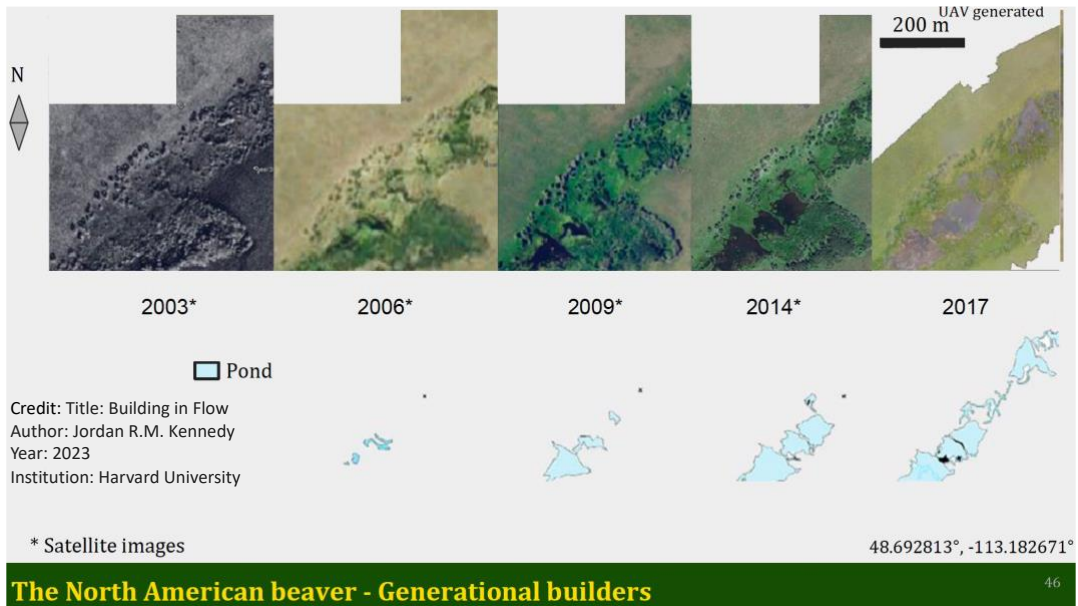 UAV generated
200 m
N
2003*
2006*
2009*
2014*
2017
Pond
Credit: Title: Building in Flow
Author: Jordan R.M. Kennedy
Year: 2023
Institution: Harvard University
* Satellite images
48.692813°, -113.182671°
The North American beaver - Generational builders
46